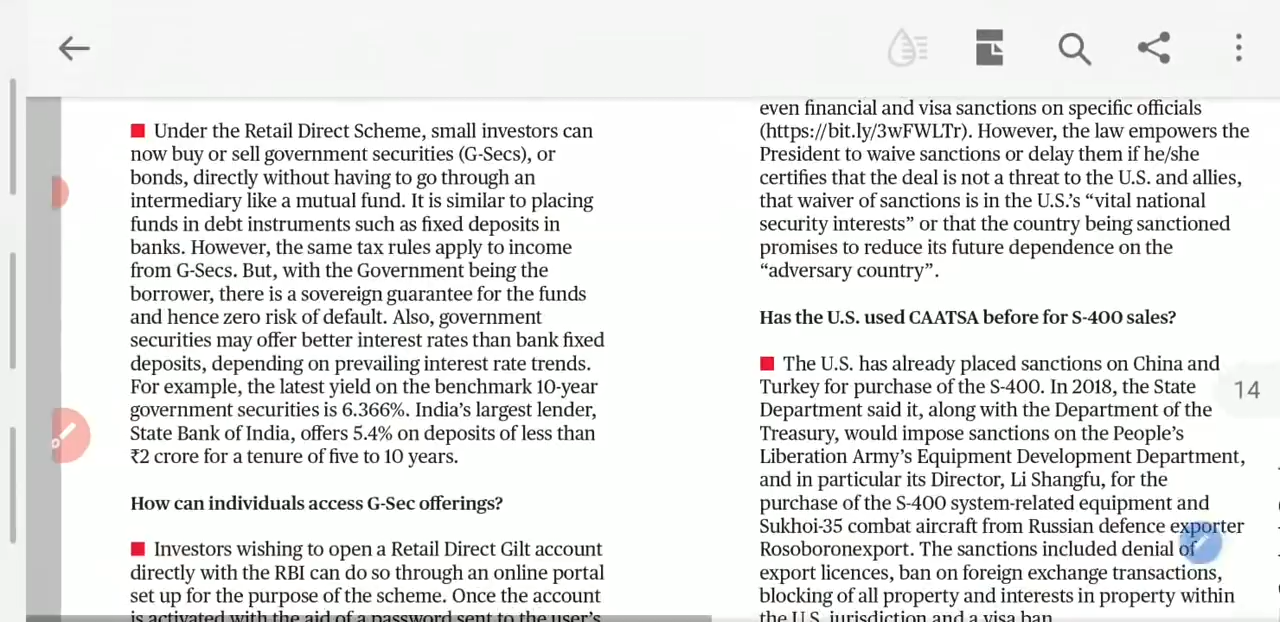 Under the Retail Direct Scheme, small investors can
now buy or sell government securities (G-Secs), or
bonds, directly without having to go through an
intermediary like a mutual fund. It is similar to placing
funds in debt instruments such as fixed deposits in
banks. However, the same tax rules apply to income
from G-Secs. But, with the Government being the
borrower, there is a sovereign guarantee for the funds
and hence zero risk of default. Also, government
securities may offer better interest rates than bank fixed
deposits, depending on prevailing interest rate trends.
For example, the latest yield on the benchmark 10-year
government securities is 6.366%. India's largest lender,
State Bank of India, offers 5.4% on deposits of less than
₹2 crore for a tenure of five to 10 years.
How can individuals access G-Sec offerings?
Investors wishing to open a Retail Direct Gilt account
directly with the RBI can do so through an online portal
set up for the purpose of the scheme. Once the account
is activated with the aid of a password sent to the user's
even financial and visa sanctions on specific officials
(https://bit.ly/3wFWLTr). However, the law empowers the
President to waive sanctions or delay them if he/she
certifies that the deal is not a threat to the U.S. and allies,
that waiver of sanctions is in the U.S.'s “vital national
security interests” or that the country being sanctioned
promises to reduce its future dependence on the
“adversary country”.
Has the U.S. used CAATSA before for S-400 sales?
The U.S. has already placed sanctions on China and
Turkey for purchase of the S-400. In 2018, the State
Department said it, along with the Department of the
Treasury, would impose sanctions on the People's
Liberation Army's Equipment Development Department,
and in particular its Director, Li Shangfu, for the
purchase of the S-400 system-related equipment and
Sukhoi-35 combat aircraft from Russian defence exporter
Rosoboronexport. The sanctions included denial of
export licences, ban on foreign exchange transactions,
blocking of all property and interests in property within
the U.S. jurisdiction and a visa ban
14